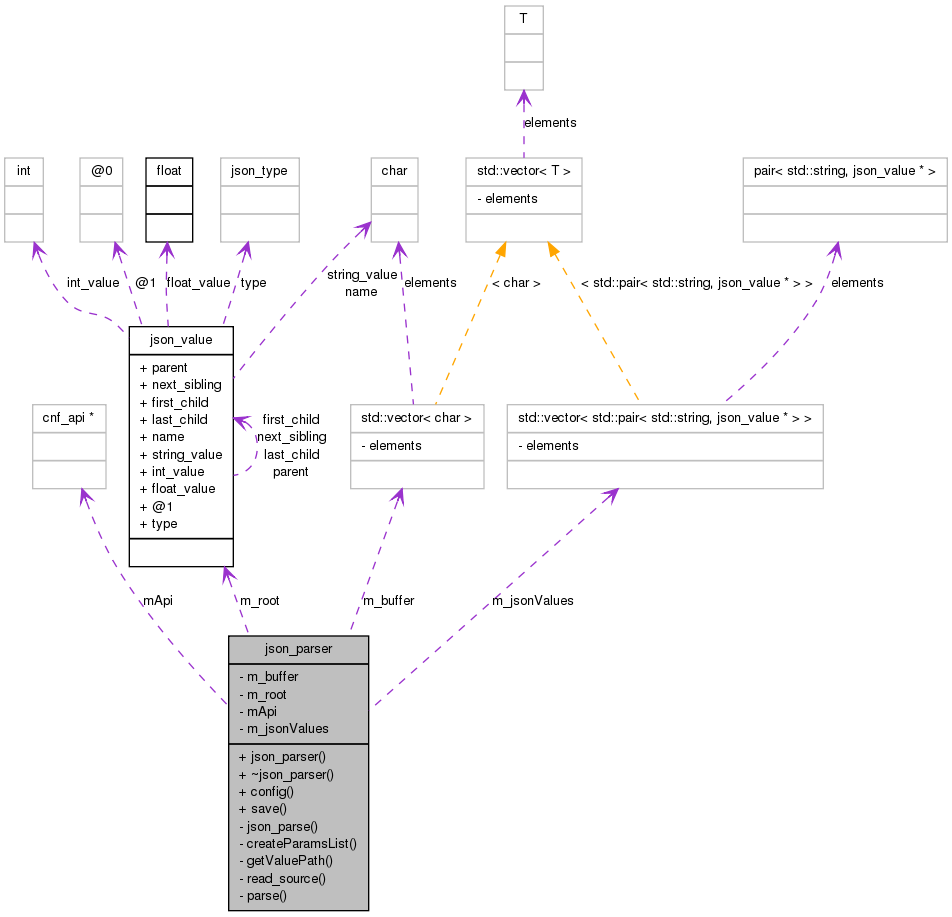 T
elements
int
@0
float
json_type
char
std::vector< T >
- elements
pair< std::string, json_value * >
int_value
@1
float_value
type
string_value
name
elements
< char >
< std::pair< std::string, json_value * > >
elements
json_value
+ parent
+ next_sibling
+ first_child
+ last_child
+ name
+ string_value
+ int_value
+ float_value
+ @1
+ type
first_child
next_sibling
last_child
parent
cnf_api *
std::vector< char >
- elements
std::vector< std::pair< std::string, json_value * > >
- elements
mApi
m_root
m_buffer
m_jsonValues
json_parser
- m_buffer
- m_root
- mApi
- m_jsonValues
+ json_parser()
+ ~json_parser()
+ config()
+ save()
- json_parse()
- createParamsList()
- getValuePath()
- read_source()
- parse()